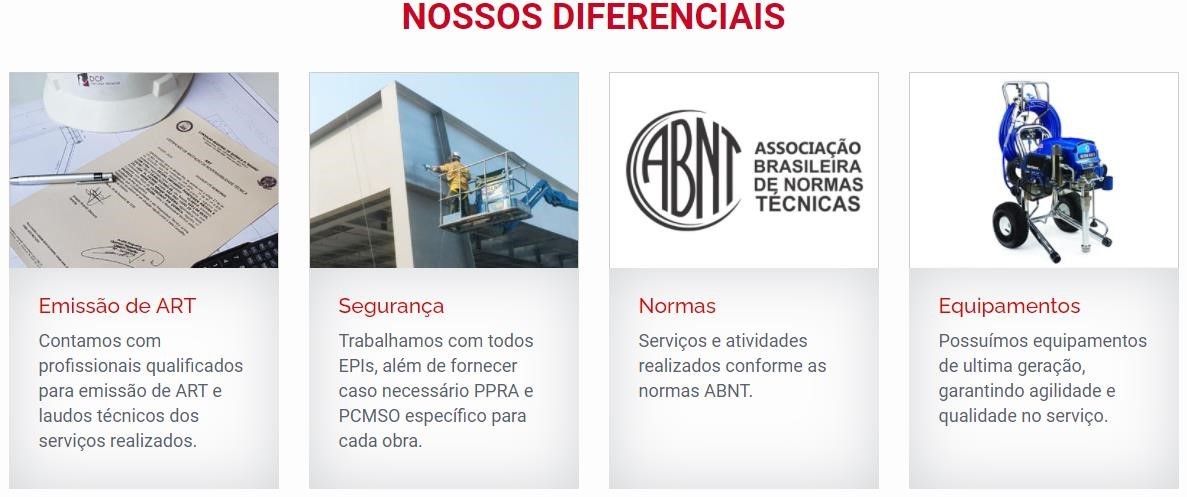 NOSSOS DIFERENCIAIS
DCP
ABNT
ASSOCIAÇÃO
BRASILEIRA
DE NORMAS
TÉCNICAS
Emissão de ART
Contamos com
profissionais qualificados
para emissão de ART e
laudos técnicos dos
serviços realizados.
Segurança
Trabalhamos com todos
EPIs, além de fornecer
caso necessário PPRA e
PCMSO específico para
cada obra.
Normas
Serviços e atividades
realizados conforme as
normas ABNT.
Equipamentos
Possuímos equipamentos
de ultima geração,
garantindo agilidade e
qualidade no serviço.